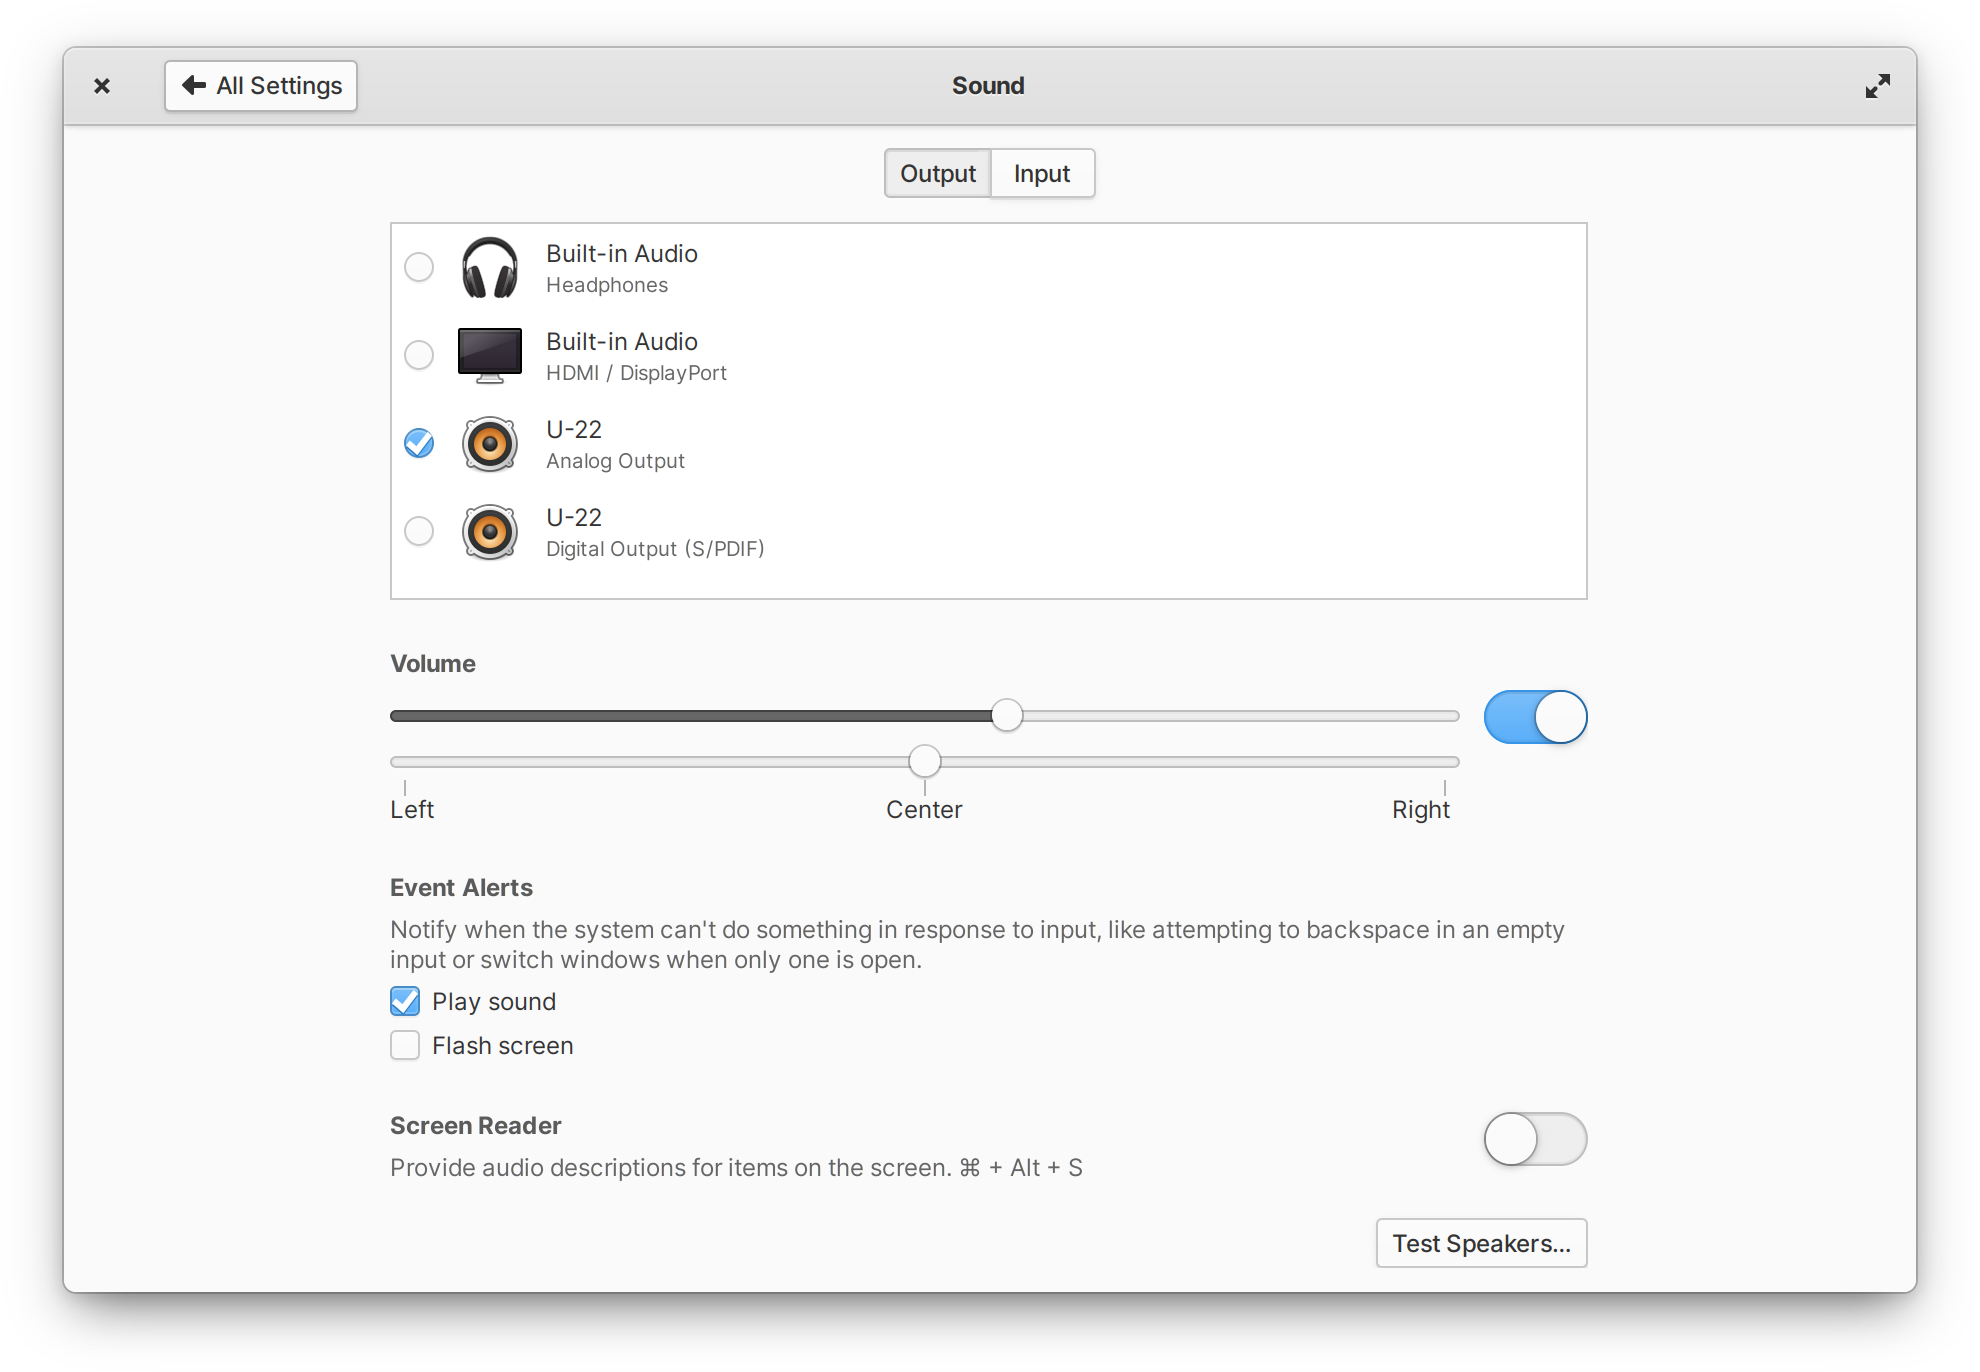 All Settings
Sound
Output
Input
Built-in Audio
Headphones
Built-in Audio
HDMI / DisplayPort
U-22
Analog Output
U-22
Digital Output (S/PDIF)
Volume
Left
Center
Right
Event Alerts
Notify when the system can't do something in response to input, like attempting to backspace in an empty
input or switch windows when only one is open.
Play sound
Flash screen
Screen Reader
Provide audio descriptions for items on the screen. ⌘ + Alt + S
Test Speakers...